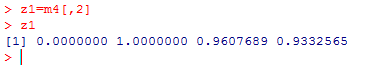 > z1=m4[,2]
> z1
[1] 0.0000000 1.0000000 0.9607689 0.9332565
>